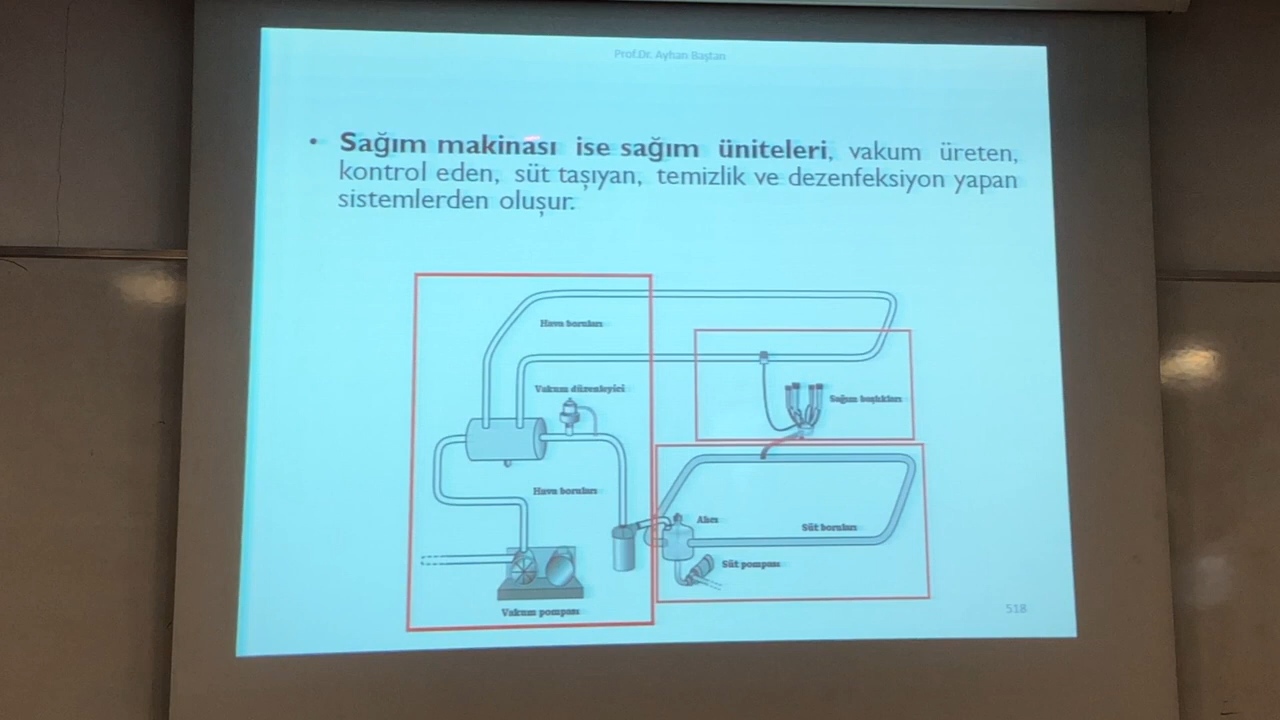 Prof.Dr. Ayhan Baştan
• Sağım makinası ise sağım üniteleri, vakum üreten,
kontrol eden, süt taşıyan, temizlik ve dezenfeksiyon yapan
sistemlerden oluşur.
Hava boruları
Vakum düzenleyici
Sağım başlıkları
Hava boruları
Alıcı
Süt boruları
Süt pompası
Vakum pompası
518